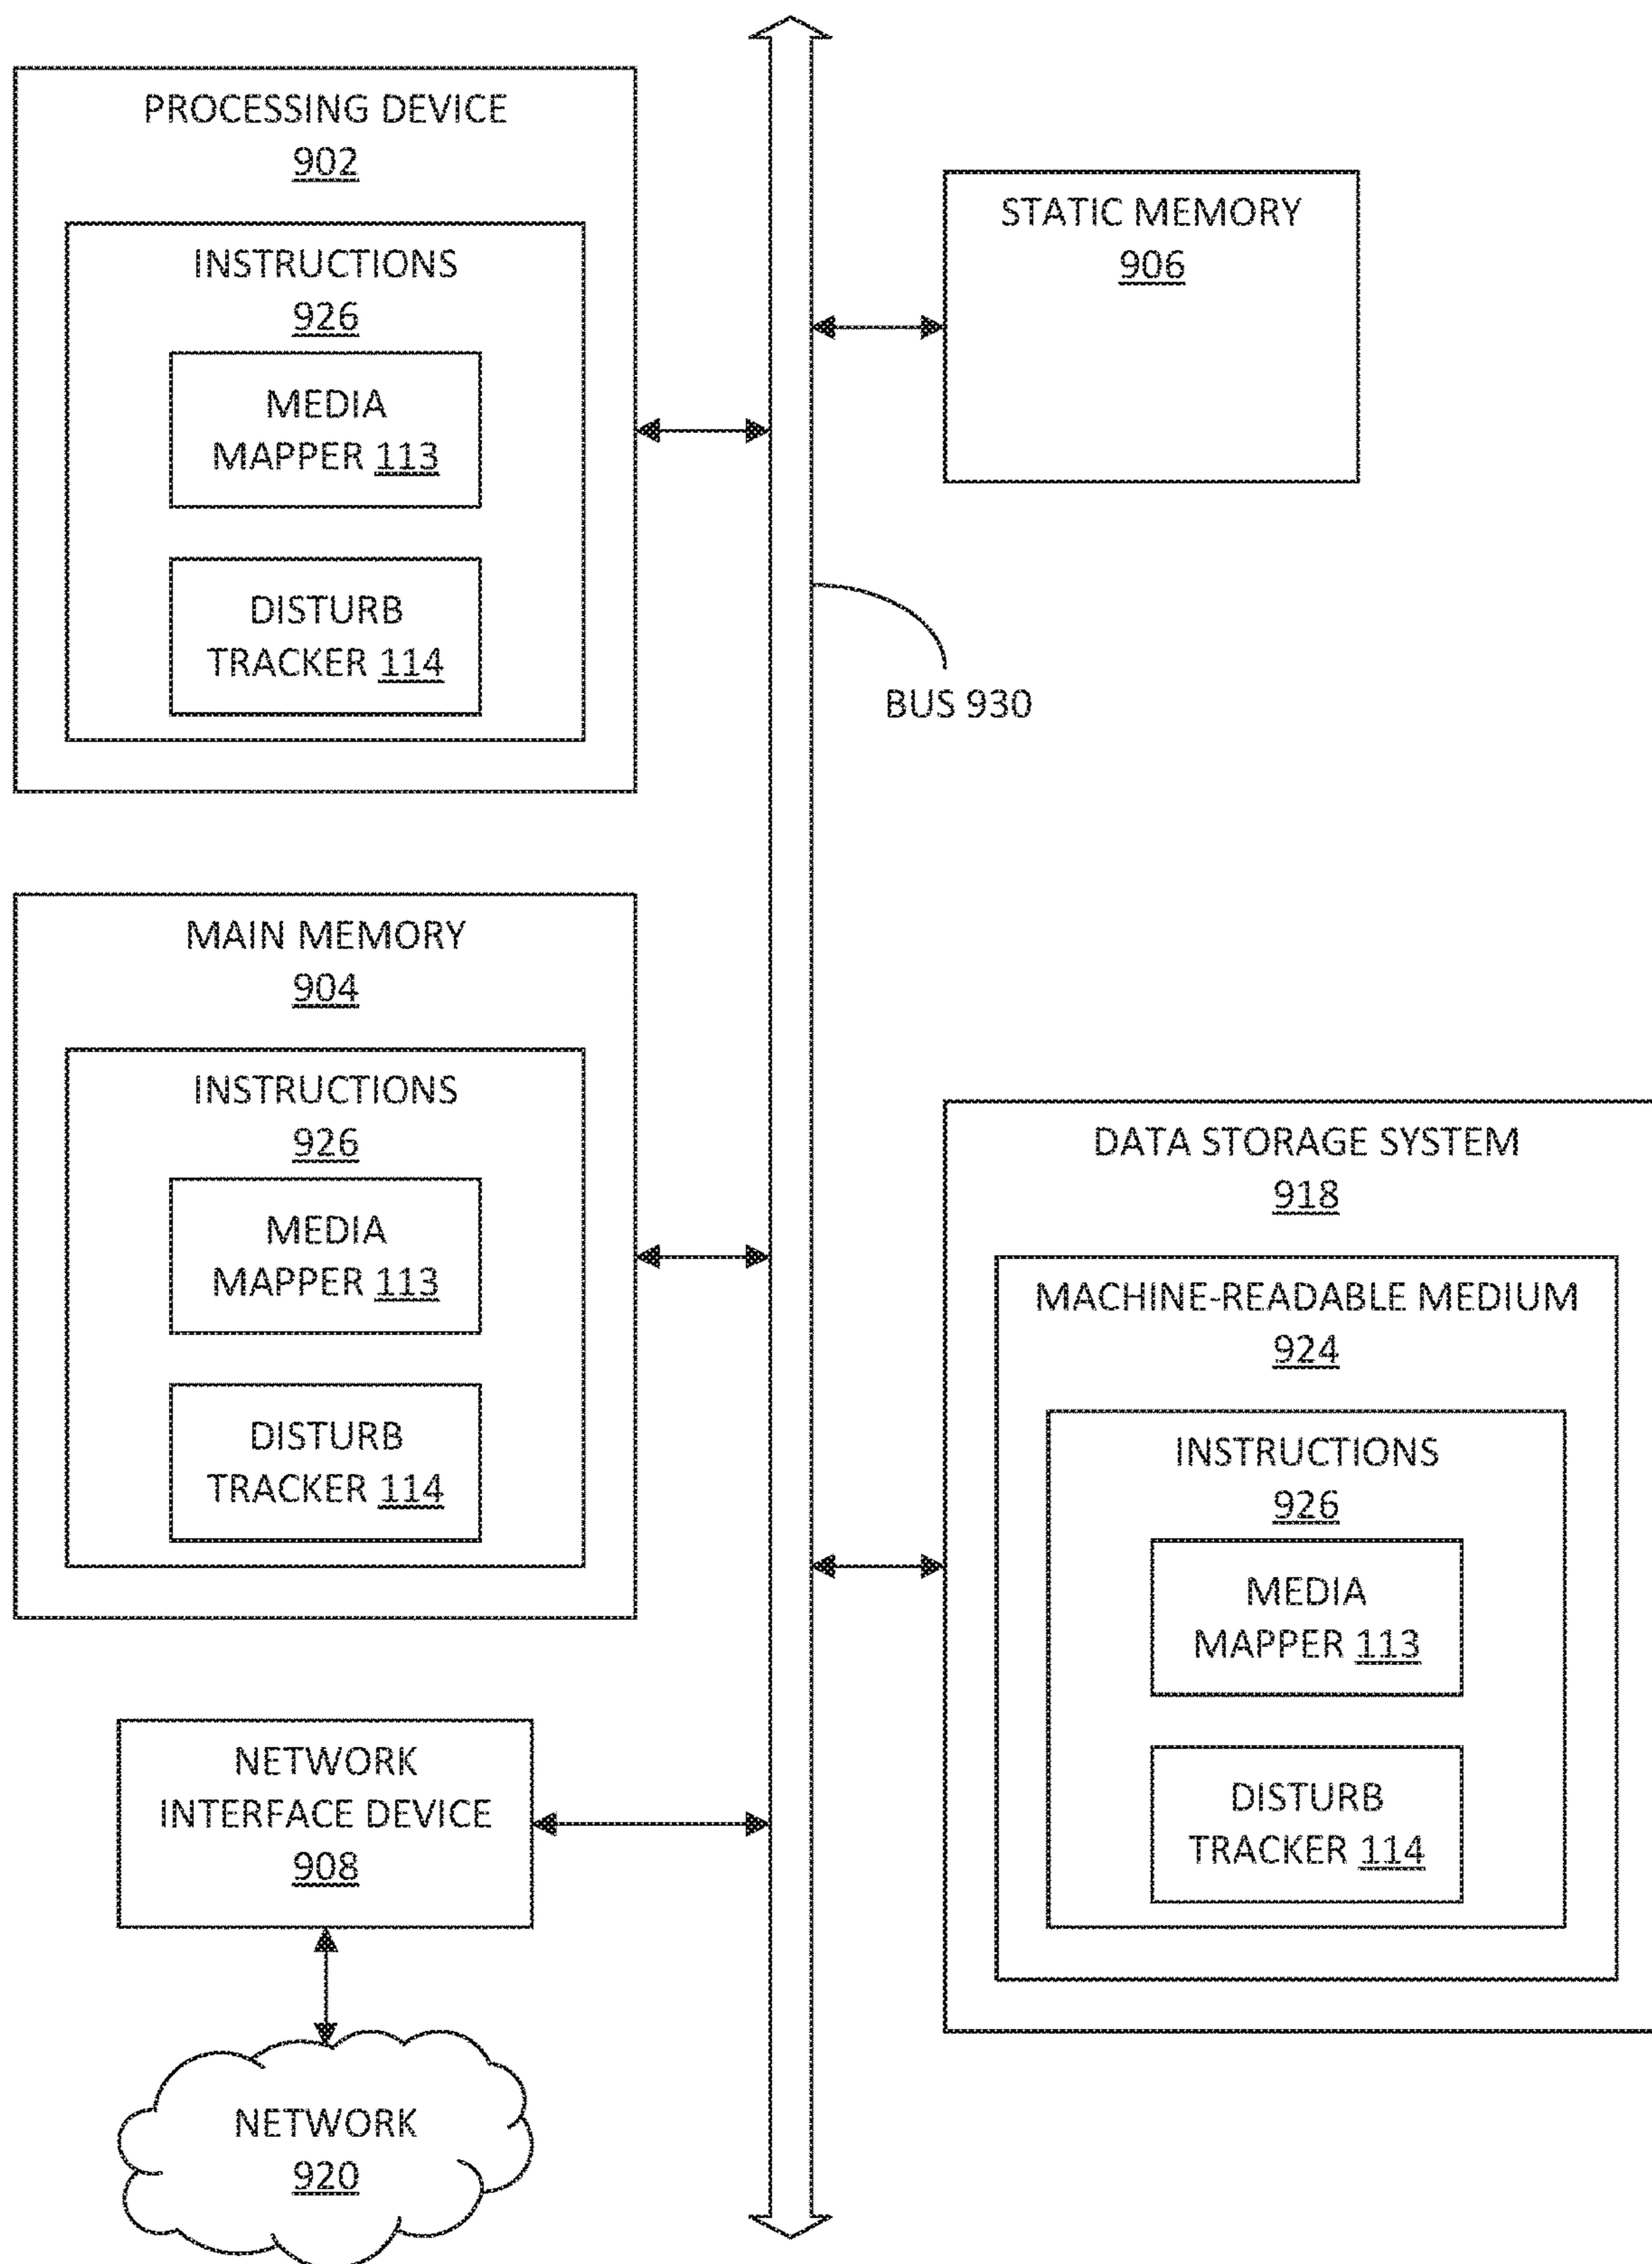 PROCESSING DEVICE
902
INSTRUCTIONS
926
MEDIA
MAPPER 113
DISTURB
TRACKER 114
STATIC MEMORY
906
BUS 930
MAIN MEMORY
904
INSTRUCTIONS
926
MEDIA
MAPPER 113
DISTURB
TRACKER 114
DATA STORAGE SYSTEM
918
MACHINE-READABLE MEDIUM
924
INSTRUCTIONS
926
MEDIA
MAPPER 113
DISTURB
TRACKER 114
NETWORK
INTERFACE DEVICE
908
NETWORK
920